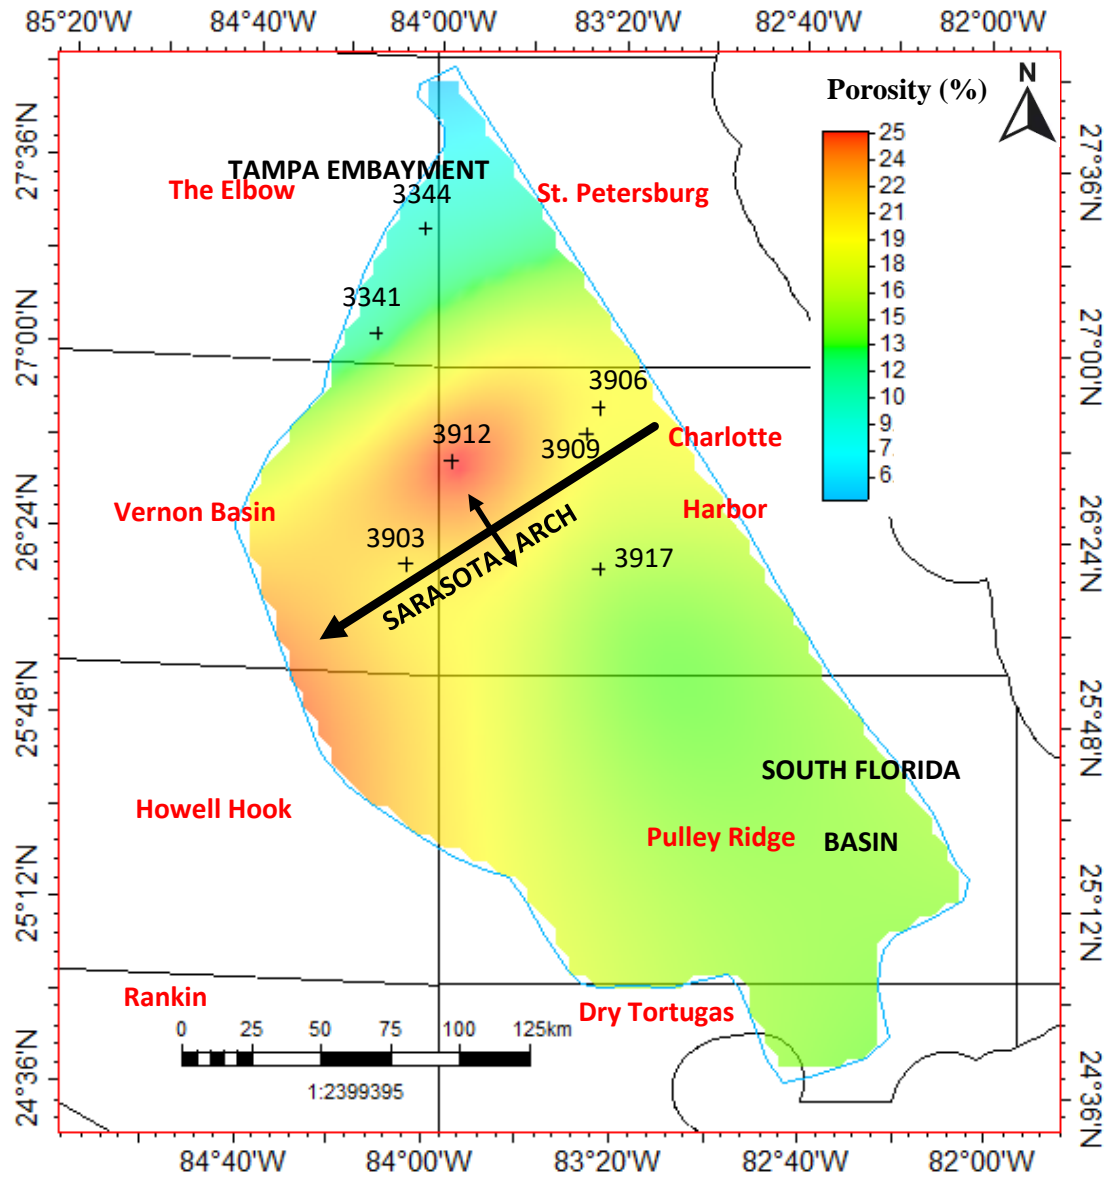 85°20'W 84°40'W 84°00'W 83°20'W 82°40'W 82°00'W
Porosity (%)
N
25
24
22
21
19
18
16
15
13
12
10
9
7
6
27°36'N
27°00'N
26°24'N
25°48'N
25°12'N
24°36'N
27°36'N
27°00'N
26°24'N
25°48'N
25°12'N
24°36'N
TAMPA EMBAYMENT
The Elbow
St. Petersburg
3344
3341
3906
3912
3909
Charlotte
Harbor
Vernon Basin
3903
3917
SARASOTA ARCH
SOUTH FLORIDA
BASIN
Howell Hook
Pulley Ridge
Rankin
Dry Tortugas
0 25 50 75 100 125km
1:2399395
84°40'W 84°00'W 83°20'W 82°40'W 82°00'W